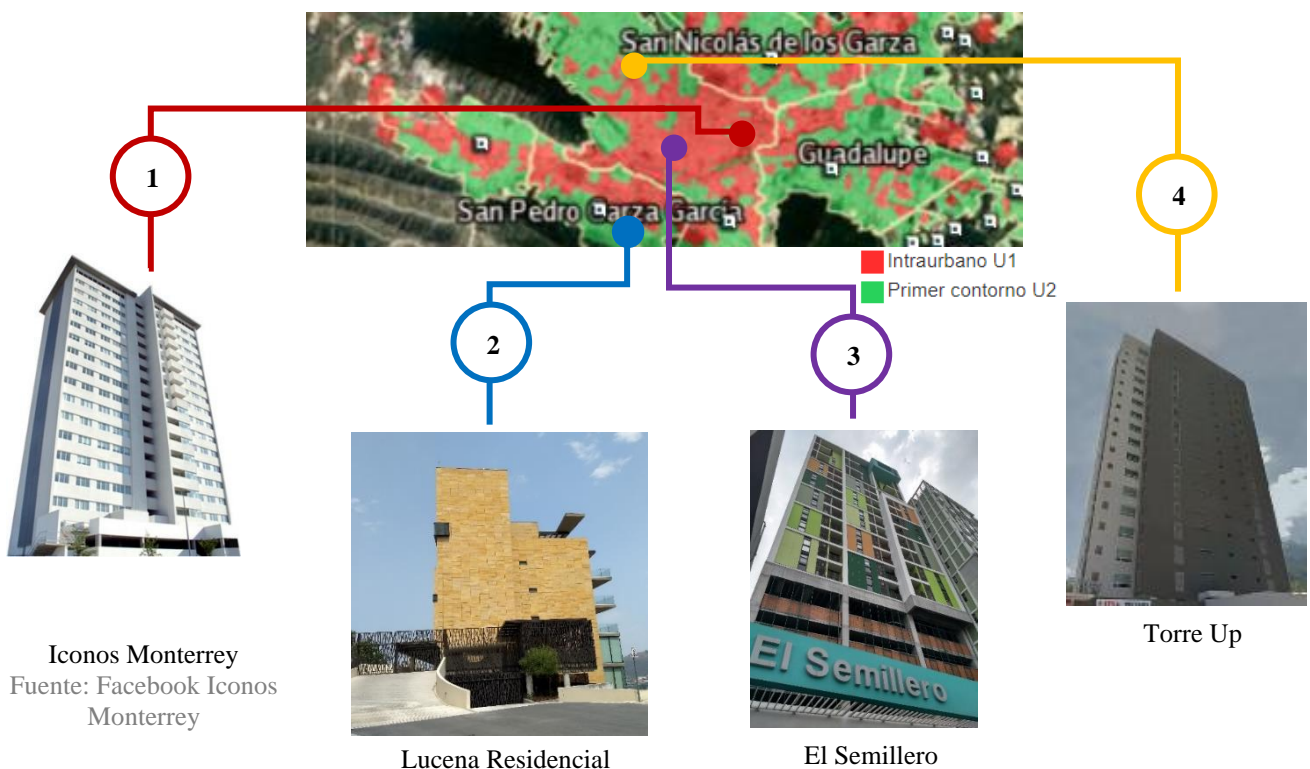 San Nicolás de los Garza
Guadalupe
San Pedro Garza García
Intraurbano U1
Primer contorno U2
1
2
3
4
Iconos Monterrey
Fuente: Facebook Iconos
Monterrey
Lucena Residencial
El Semillero
El Semillero
Torre Up